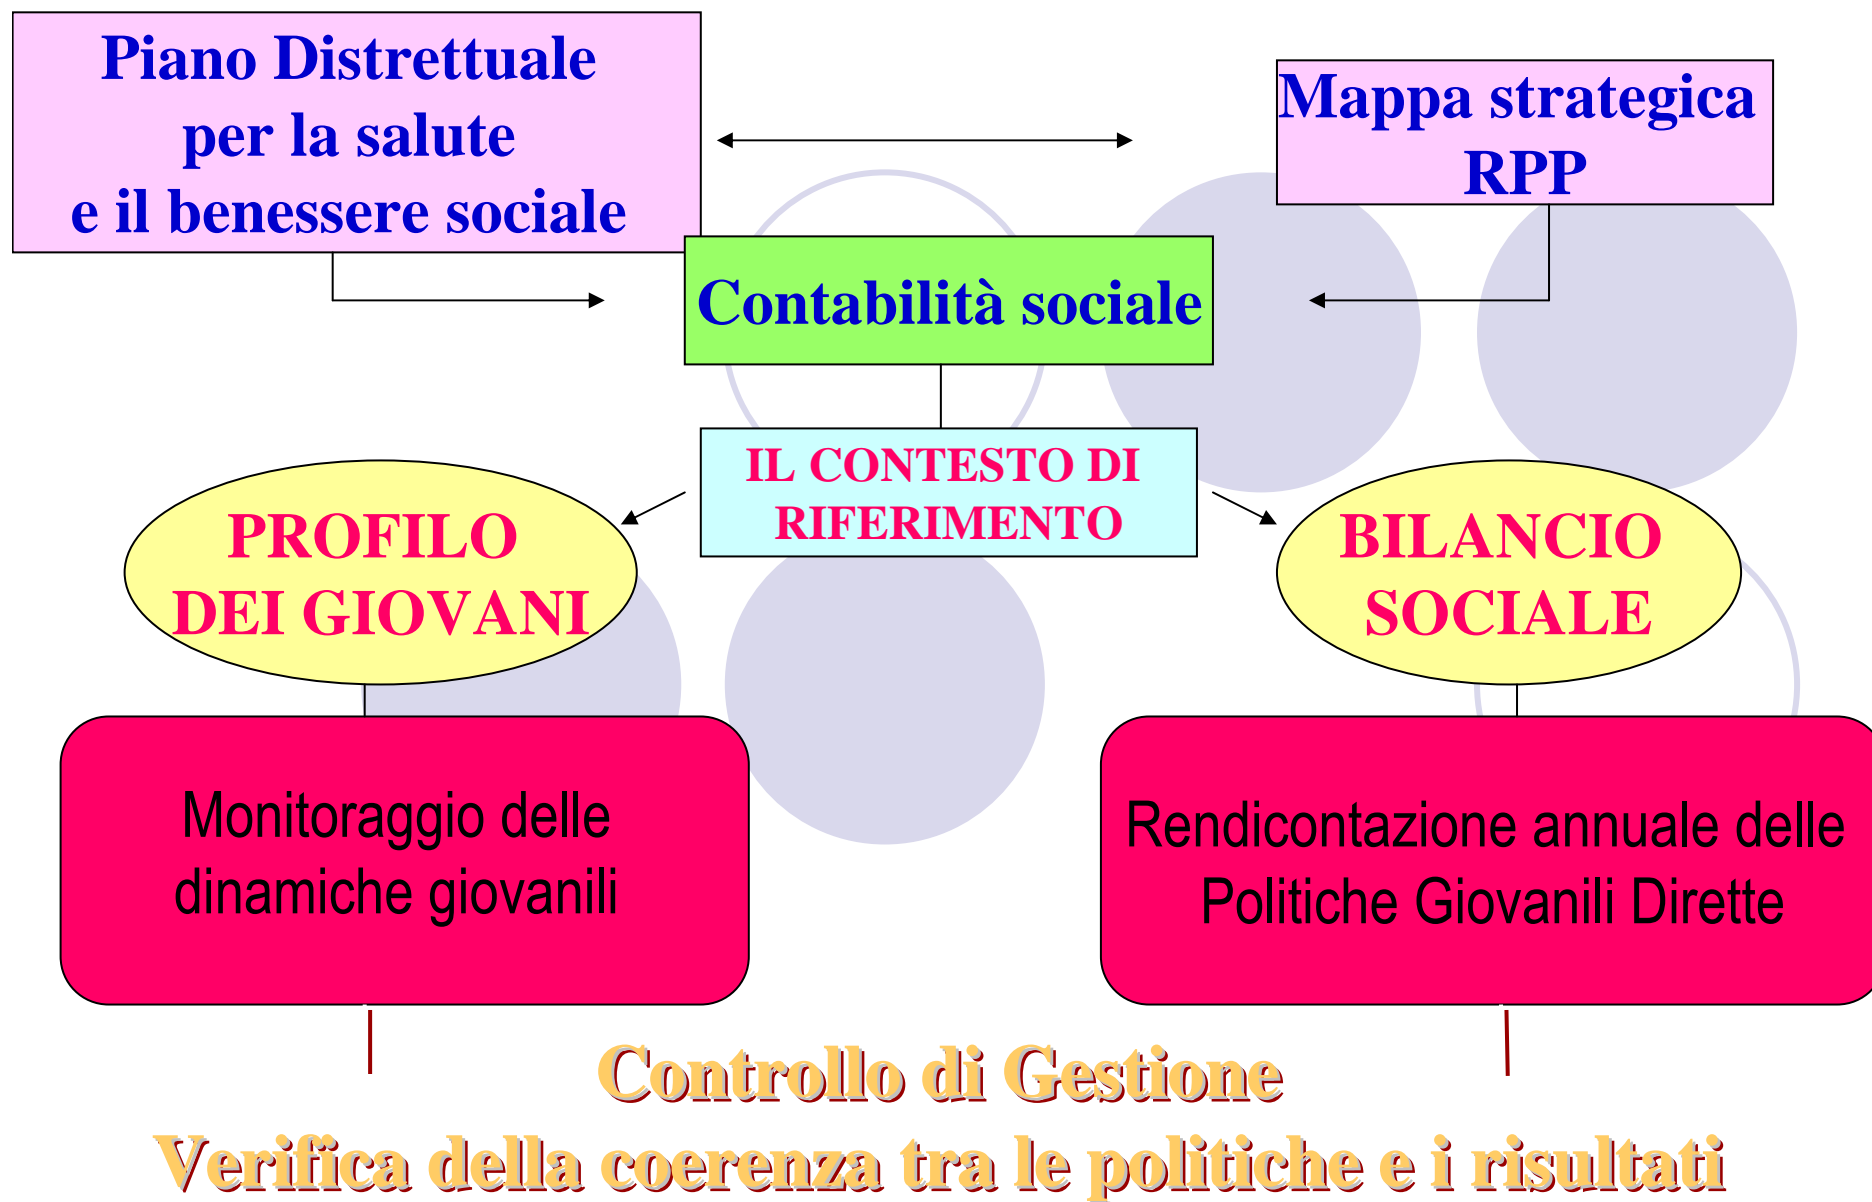 Piano Distrettuale
per la salute
e il benessere sociale
Mappa strategica
RPP
Contabilità sociale
IL CONTESTO DI
RIFERIMENTO
PROFILO
DEI GIOVANI
BILANCIO
SOCIALE
Monitoraggio delle
dinamiche giovanili
Rendicontazione annuale delle
Politiche Giovanili Dirette
Controllo di Gestione
Verifica della coerenza tra le politiche e i risultati